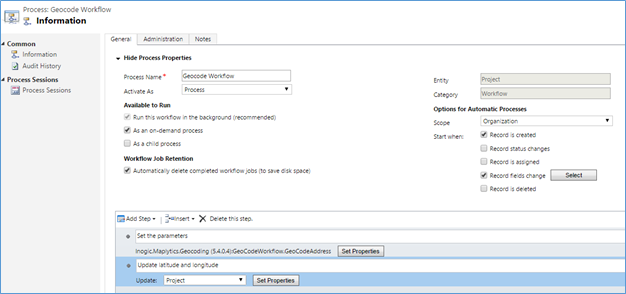 Process: Geocode Workflow
Information
Common
Information
Audit History
Process Sessions
Process Sessions
General
Administration
Notes
Hide Process Properties
Process Name *
Geocode Workflow
Activate As
Process
Available to Run
Run this workflow in the background (recommended)
As an on-demand process
As a child process
Workflow Job Retention
Automatically delete completed workflow jobs (to save disk space)
Entity
Project
Category
Workflow
Options for Automatic Processes
Scope
Organization
Start when:
Record is created
Record status changes
Record is assigned
Record fields change
Select
Record is deleted
Add Step
Insert
Delete this step.
Set the parameters
Inogic.Maplytics.Geocoding (5.4.0.4):GeoCodeWorkflow.GeoCodeAddress
Set Properties
Update latitude and longitude
Update:
Project
Set Properties